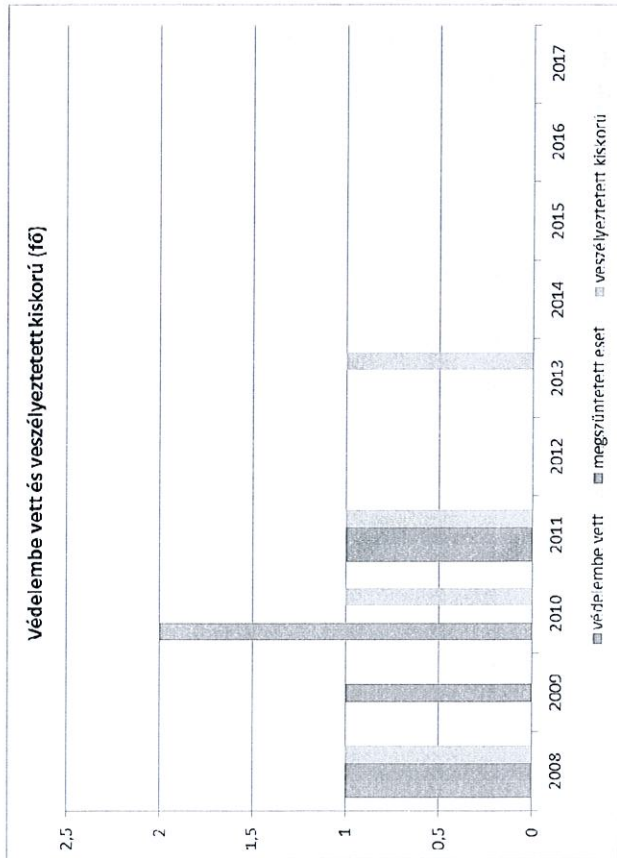 Védelembe vett és veszélyeztetett kiskorú (fő)
2,5
2
1,5
1
0,5
0
2008 2009 2010 2011 2012 2013 2014 2015 2016 2017
védelembe vett megszüntetett eset veszélyeztetett kiskorú